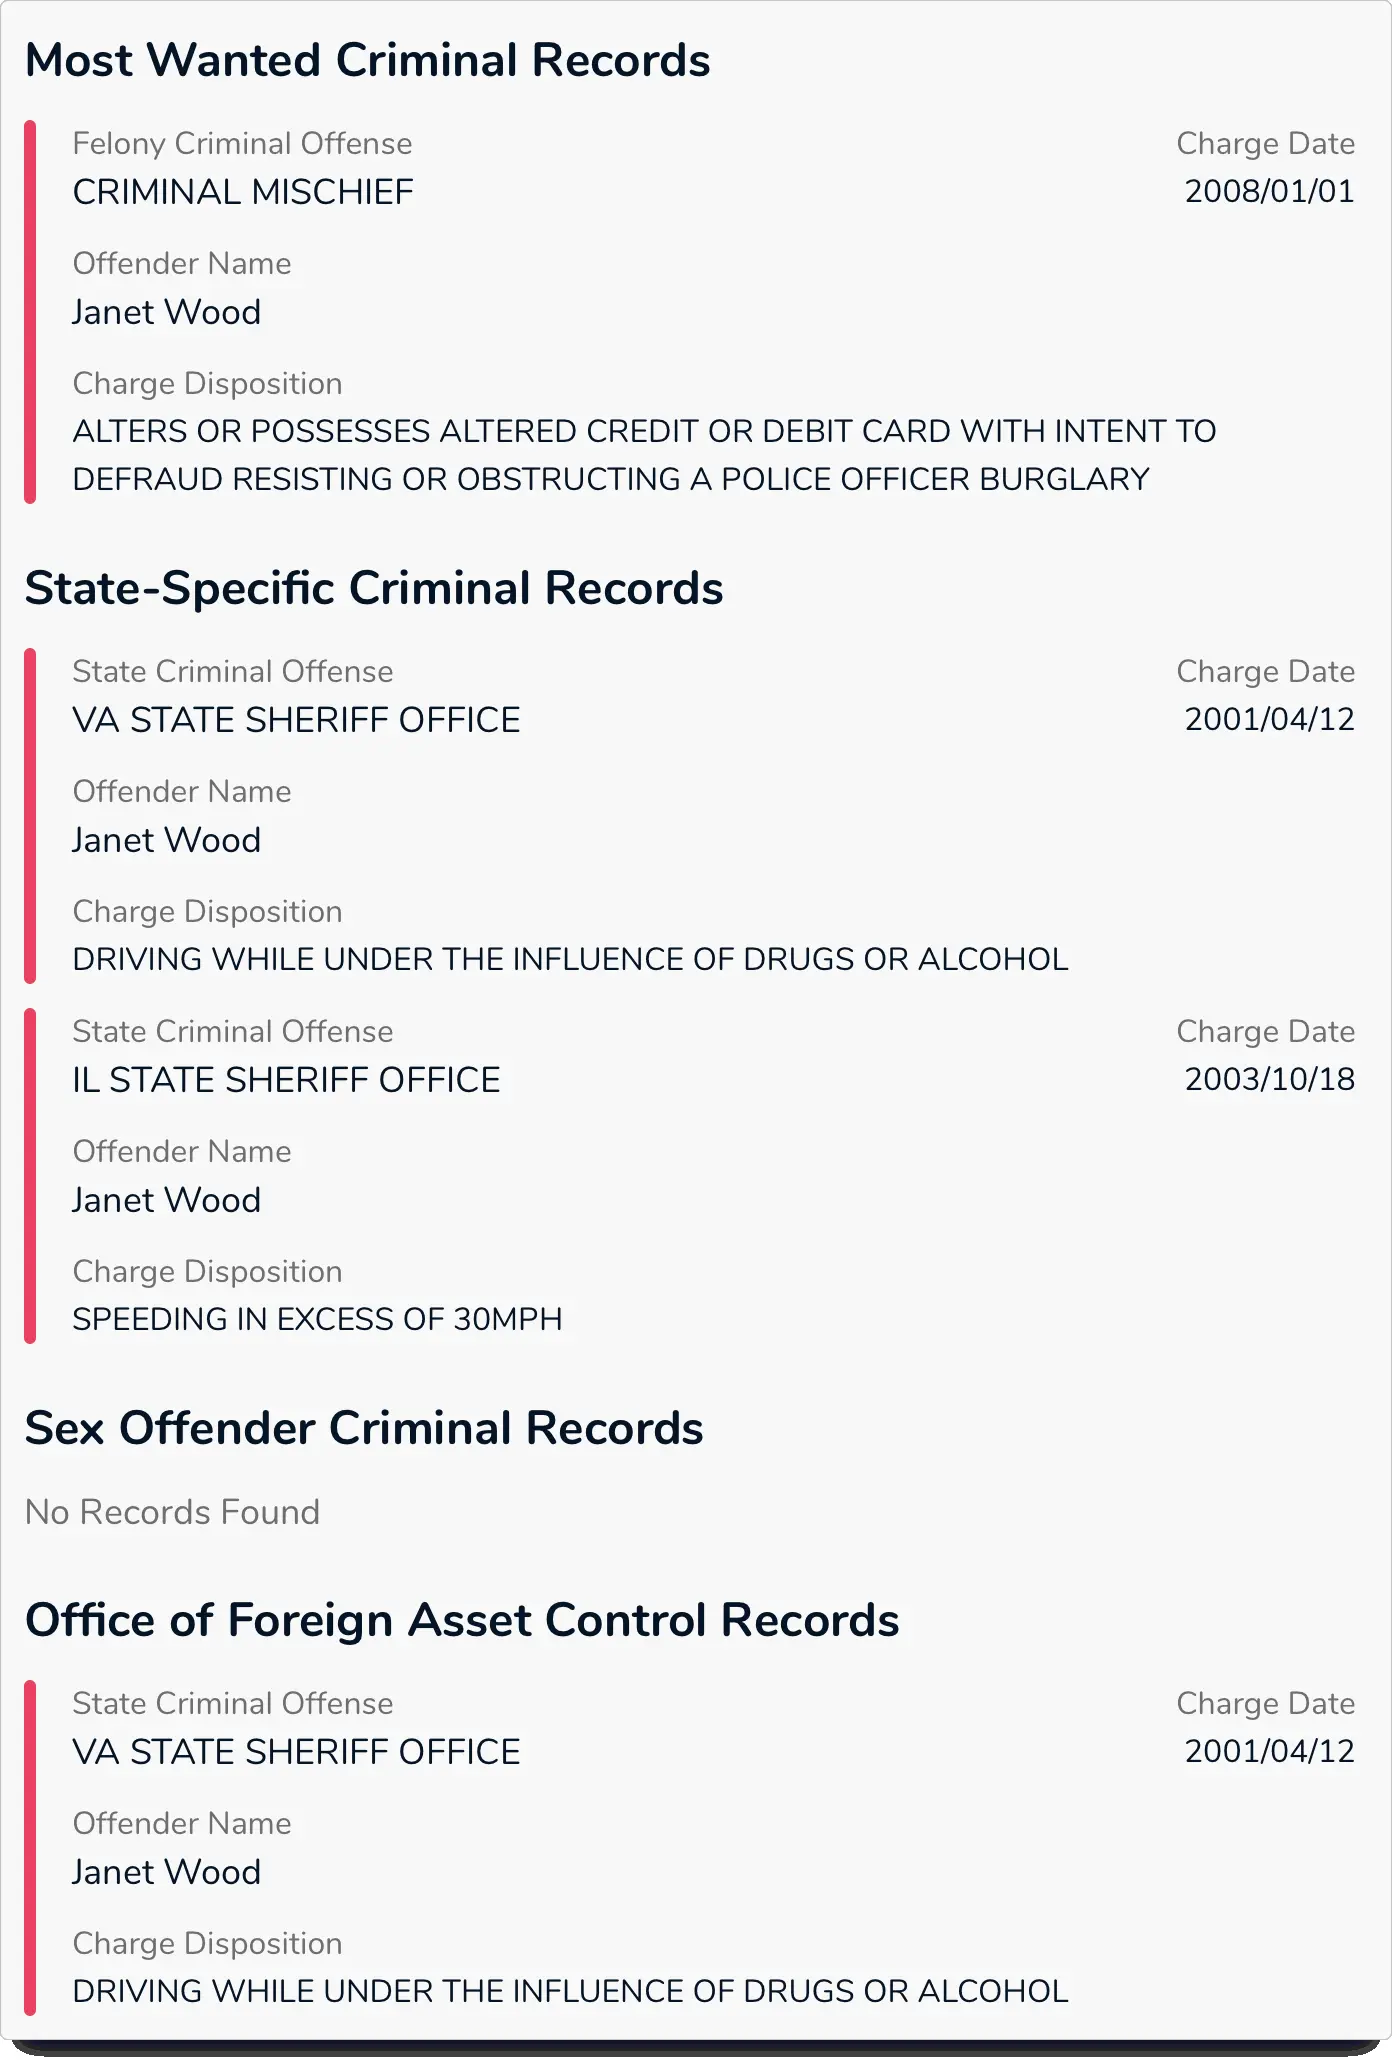 Most Wanted Criminal Records
Felony Criminal Offense Charge Date
CRIMINAL MISCHIEF 2008/01/01
Offender Name
Janet Wood
Charge Disposition
ALTERS OR POSSESSES ALTERED CREDIT OR DEBIT CARD WITH INTENT TO
DEFRAUD RESISTING OR OBSTRUCTING A POLICE OFFICER BURGLARY
State-Specific Criminal Records
State Criminal Offense Charge Date
VA STATE SHERIFF OFFICE 2001/04/12
Offender Name
Janet Wood
Charge Disposition
DRIVING WHILE UNDER THE INFLUENCE OF DRUGS OR ALCOHOL
State Criminal Offense Charge Date
IL STATE SHERIFF OFFICE 2003/10/18
Offender Name
Janet Wood
Charge Disposition
SPEEDING IN EXCESS OF 30MPH
Sex Offender Criminal Records
No Records Found
Office of Foreign Asset Control Records
State Criminal Offense Charge Date
VA STATE SHERIFF OFFICE 2001/04/12
Offender Name
Janet Wood
Charge Disposition
DRIVING WHILE UNDER THE INFLUENCE OF DRUGS OR ALCOHOL